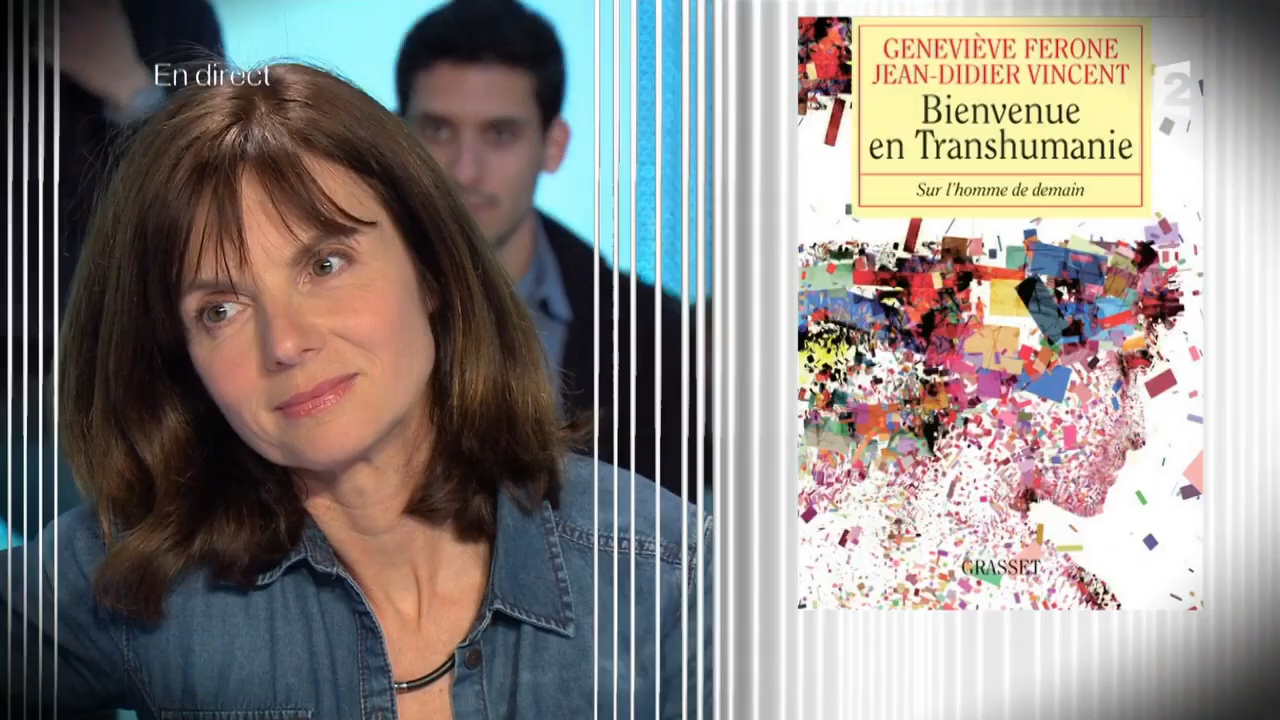 En direct
GENEVIÈVE FERONE
JEAN-DIDIER VINCENT
Bienvenue
en Transhumanie
Sur l'homme de demain
GRASSET
2